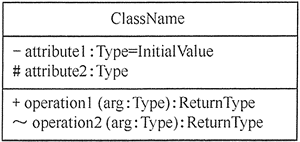 ClassName
- attribute1 : Type=InitialValue
# attribute2 : Type
+ operation1 (arg : Type) : ReturnType
～ operation2 (arg : Type) : ReturnType